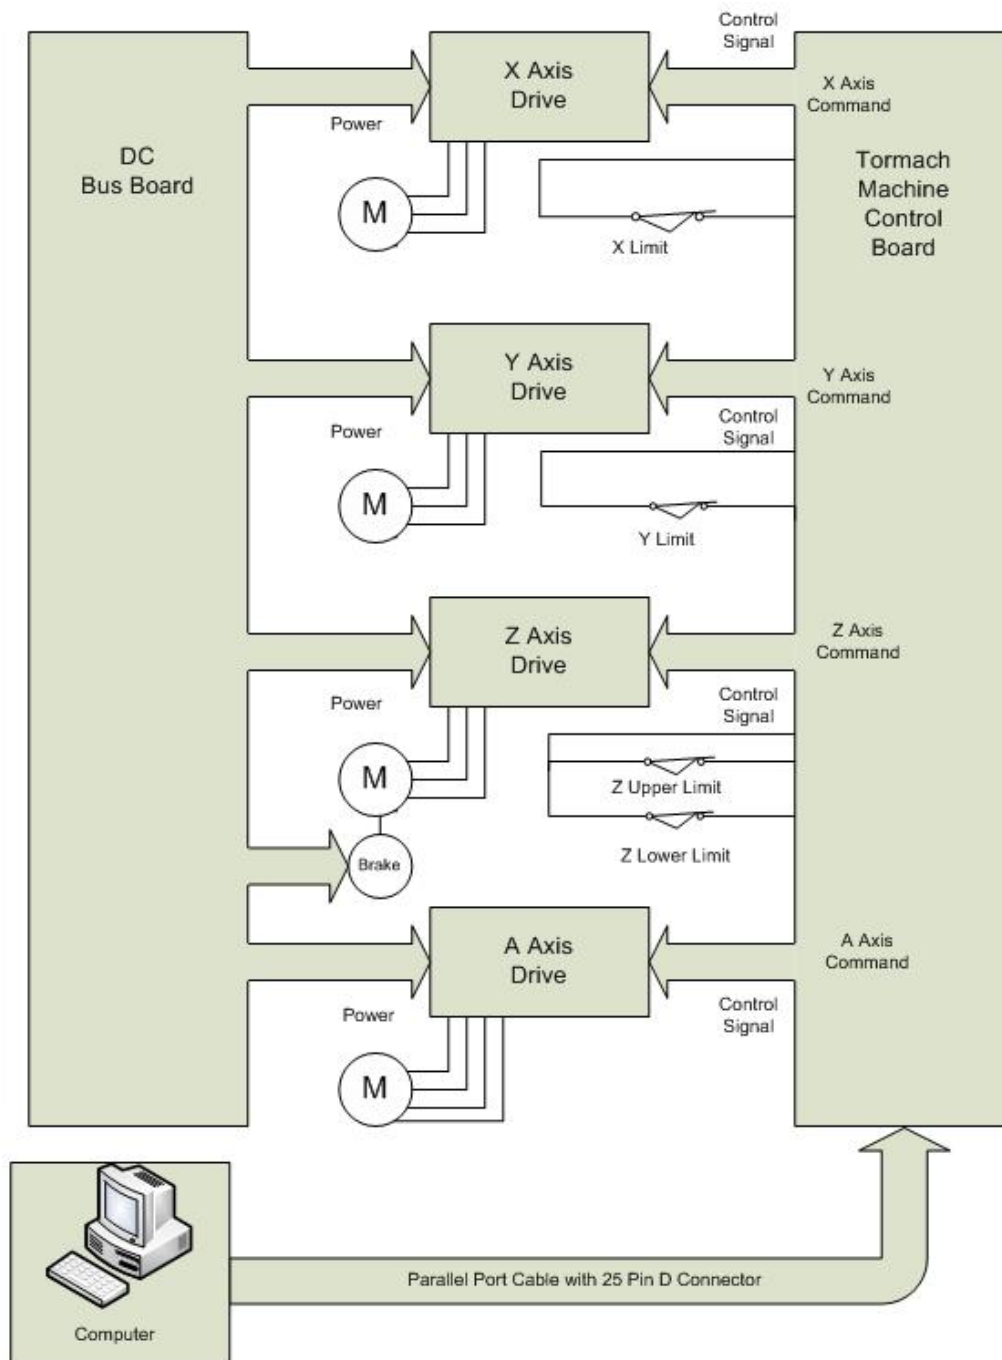 Control
Signal
X Axis
Drive
X Axis
Command
Power
DC
Bus Board
Tormach
Machine
Control
Board
M
X Limit
Y Axis
Drive
Y Axis
Command
Control
Signal
Power
M
Y Limit
Z Axis
Drive
Z Axis
Command
Control
Signal
Power
M
Z Upper Limit
Z Lower Limit
Brake
A Axis
Drive
A Axis
Command
Control
Signal
Power
M
Parallel Port Cable with 25 Pin D Connector
Computer